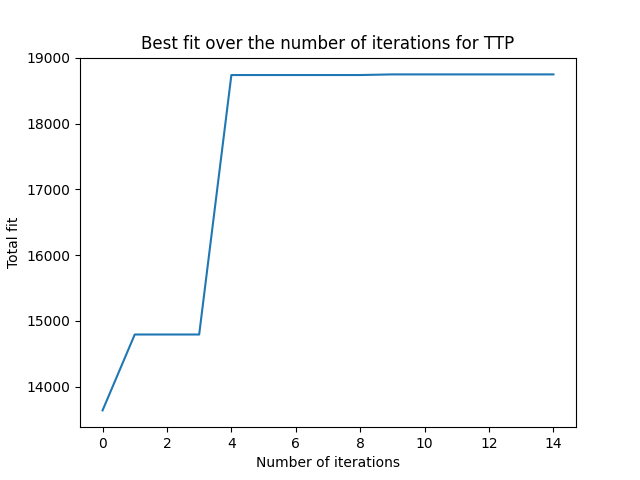 Best fit over the number of iterations for TTP
19000
18000
17000
16000
15000
14000
Total fit
0 2 4 6 8 10 12 14
Number of iterations